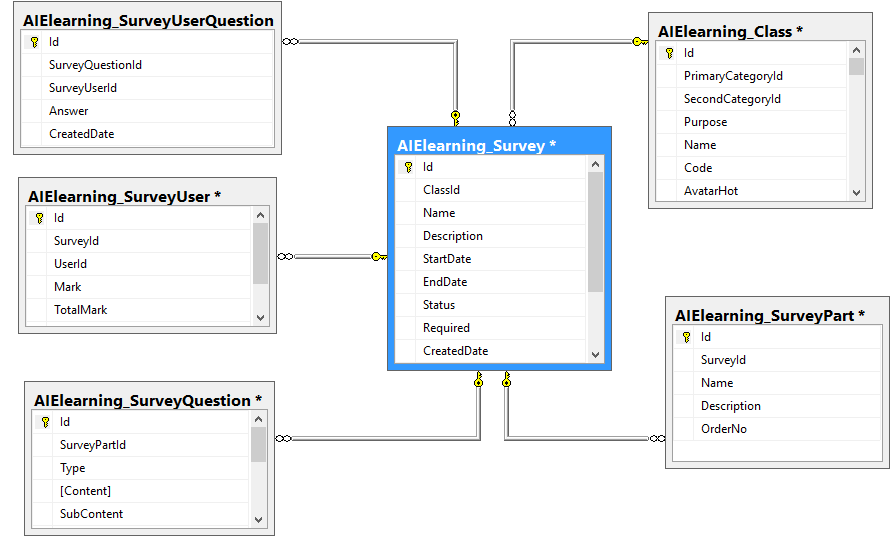 AIElearning_SurveyUserQuestion
Id
SurveyQuestionId
SurveyUserId
Answer
CreatedDate
AIElearning_Class *
Id
PrimaryCategoryId
SecondCategoryId
Purpose
Name
Code
AvatarHot
AIElearning_Survey *
Id
ClassId
Name
Description
StartDate
EndDate
Status
Required
CreatedDate
AIElearning_SurveyUser *
Id
SurveyId
UserId
Mark
TotalMark
AIElearning_SurveyPart *
Id
SurveyId
Name
Description
OrderNo
AIElearning_SurveyQuestion *
Id
SurveyPartId
Type
[Content]
SubContent